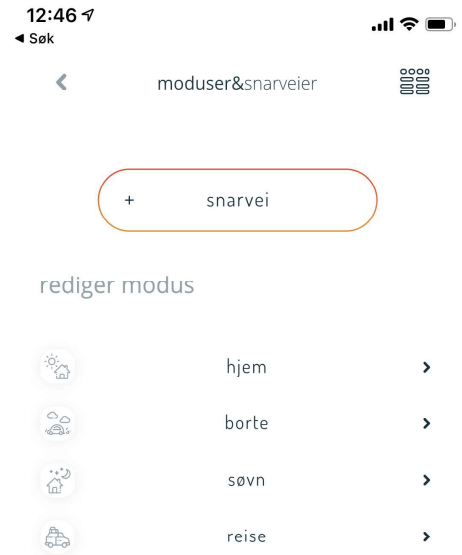 12:46
Søk
moduser&snarveier
+ snarvei
rediger modus
hjem
borte
søvn
reise